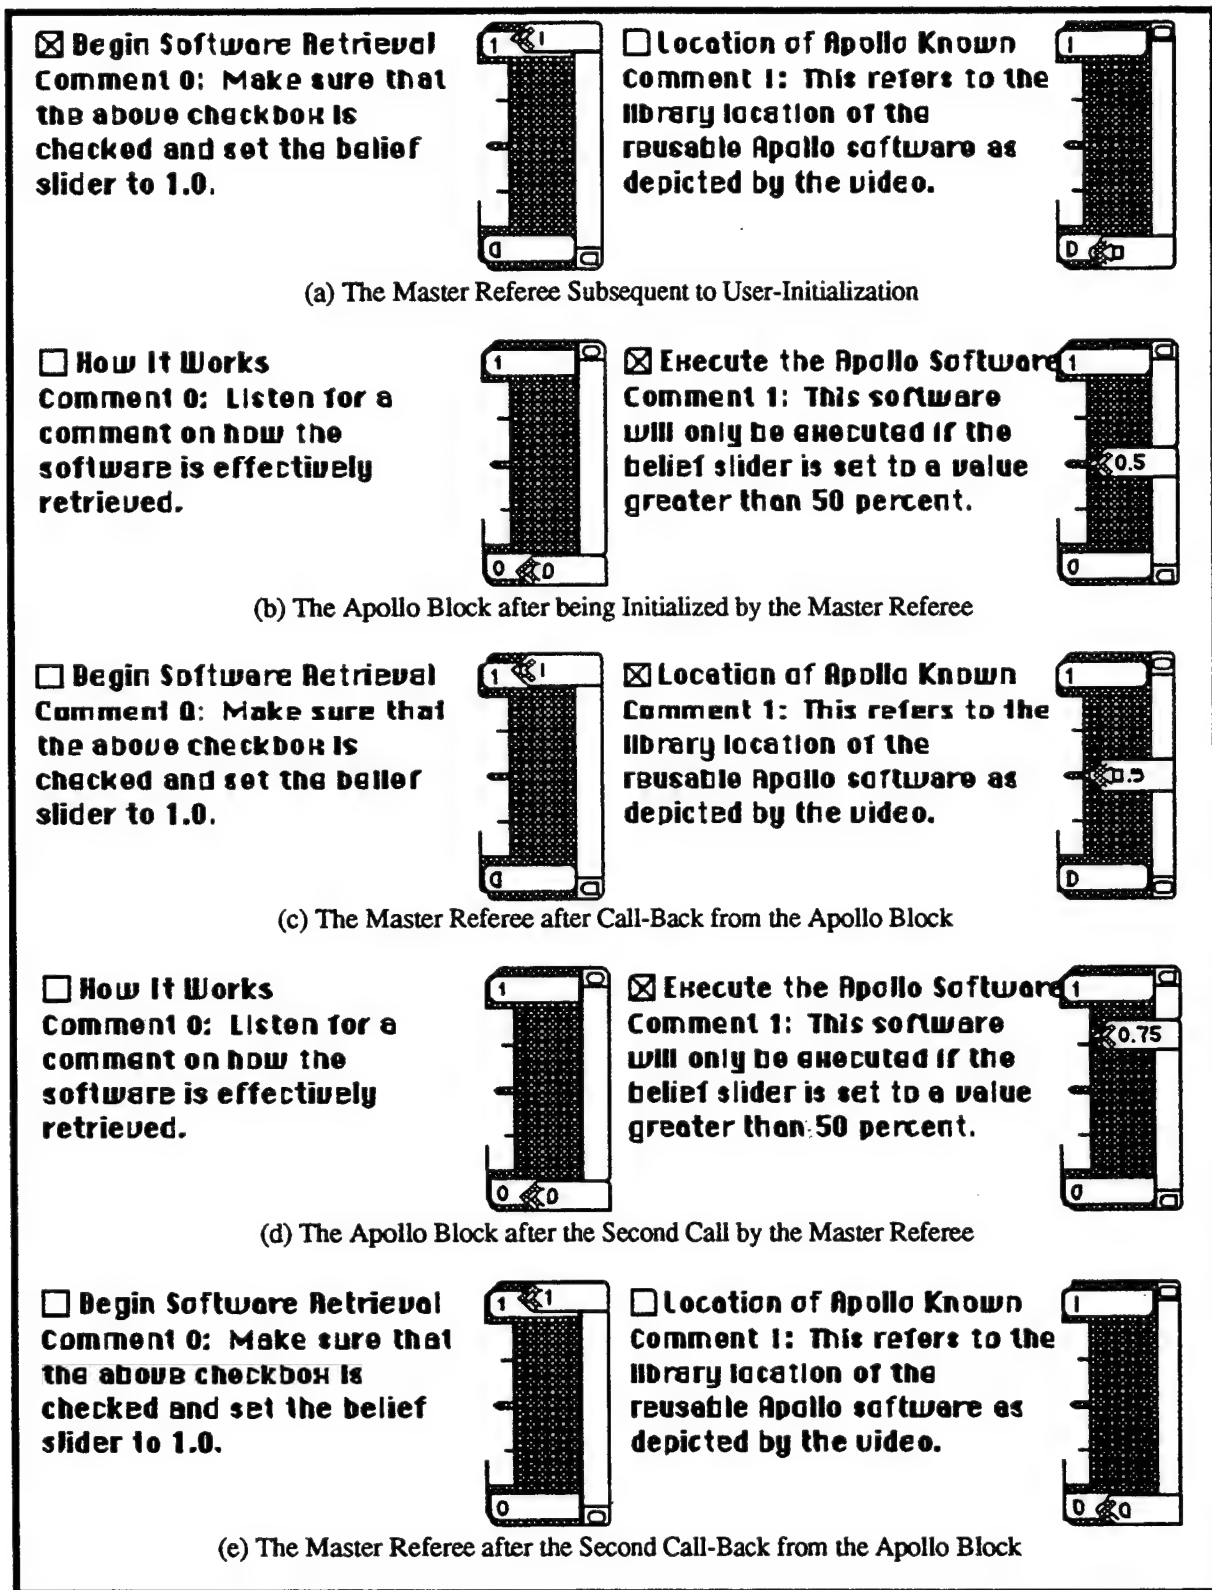 Begin Software Retrieval
Comment 0: Make sure that
the above checkbox is
checked and set the belief
slider to 1.0.
1
1
0
Location of Apollo Known
Comment 1: This refers to the
library location of the
reusable Apollo software as
depicted by the video.
1
0
0
(a) The Master Referee Subsequent to User-Initialization
How It Works
Comment 0: Listen for a
comment on how the
software is effectively
retrieved.
1
0
0
Execute the Apollo Software
Comment 1: This software
will only be executed if the
belief slider is set to a value
greater than 50 percent.
1
0.5
0
(b) The Apollo Block after being Initialized by the Master Referee
Begin Software Retrieval
Comment 0: Make sure that
the above checkbox is
checked and set the belief
slider to 1.0.
1
1
0
Location of Apollo Known
Comment 1: This refers to the
library location of the
reusable Apollo software as
depicted by the video.
1
0.5
0
(c) The Master Referee after Call-Back from the Apollo Block
How It Works
Comment 0: Listen for a
comment on how the
software is effectively
retrieved.
1
0
0
Execute the Apollo Software
Comment 1: This software
will only be executed if the
belief slider is set to a value
greater than 50 percent.
1
0.75
0
(d) The Apollo Block after the Second Call by the Master Referee
Begin Software Retrieval
Comment 0: Make sure that
the above checkbox is
checked and set the belief
slider to 1.0.
1
1
0
Location of Apollo Known
Comment 1: This refers to the
library location of the
reusable Apollo software as
depicted by the video.
1
0
0
(e) The Master Referee after the Second Call-Back from the Apollo Block